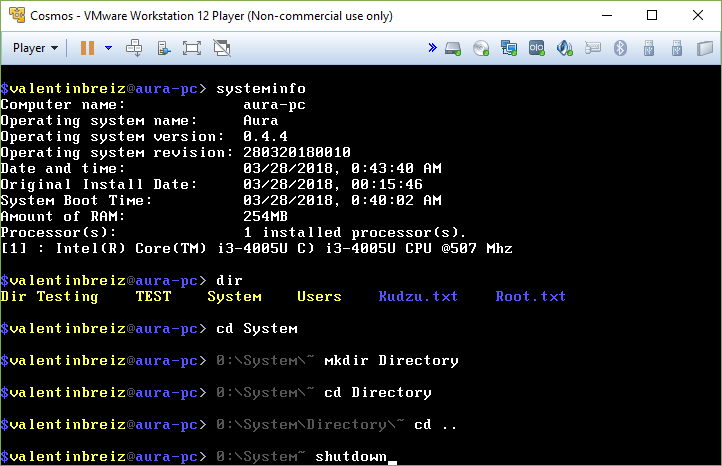 Cosmos - VMware Workstation 12 Player (Non-commercial use only)
Player
$valentinbreiz@aura-pc> systeminfo
Computer name: aura-pc
Operating system name: Aura
Operating system version: 0.4.4
Operating system revision: 280320180010
Date and time: 03/28/2018, 0:43:40 AM
Original Install Date: 03/28/2018, 00:15:46
System Boot Time: 03/28/2018, 0:40:02 AM
Amount of RAM: 254MB
Processor(s): 1 installed processor(s).
[1] : Intel(R) Core(TM) i3-4005U C) i3-4005U CPU @507 Mhz
$valentinbreiz@aura-pc> dir
Dir Testing TEST System Users Kudzu.txt Root.txt
$valentinbreiz@aura-pc> cd System
$valentinbreiz@aura-pc> 0:\System\~ mkdir Directory
$valentinbreiz@aura-pc> 0:\System\~ cd Directory
$valentinbreiz@aura-pc> 0:\System\Directory\~ cd ..
$valentinbreiz@aura-pc> 0:\System~ shutdown_